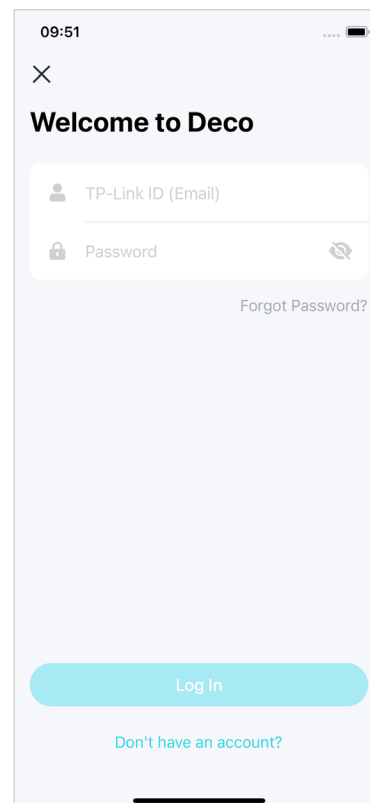 09:51
Welcome to Deco
TP-Link ID (Email)
Password
Forgot Password?
Log In
Don't have an account?